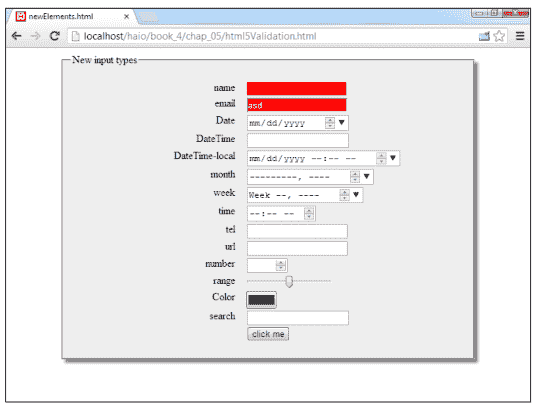 newElements.html
localhost/haio/book_4/chap_05/html5Validation.html
New input types
name
email asd
Date mm/dd/yyyy
DateTime
DateTime-local mm/dd/yyyy --:-- --
month ---------, ----
week Week --, ----
time --:-- --
tel
url
number
range
Color
search
click me